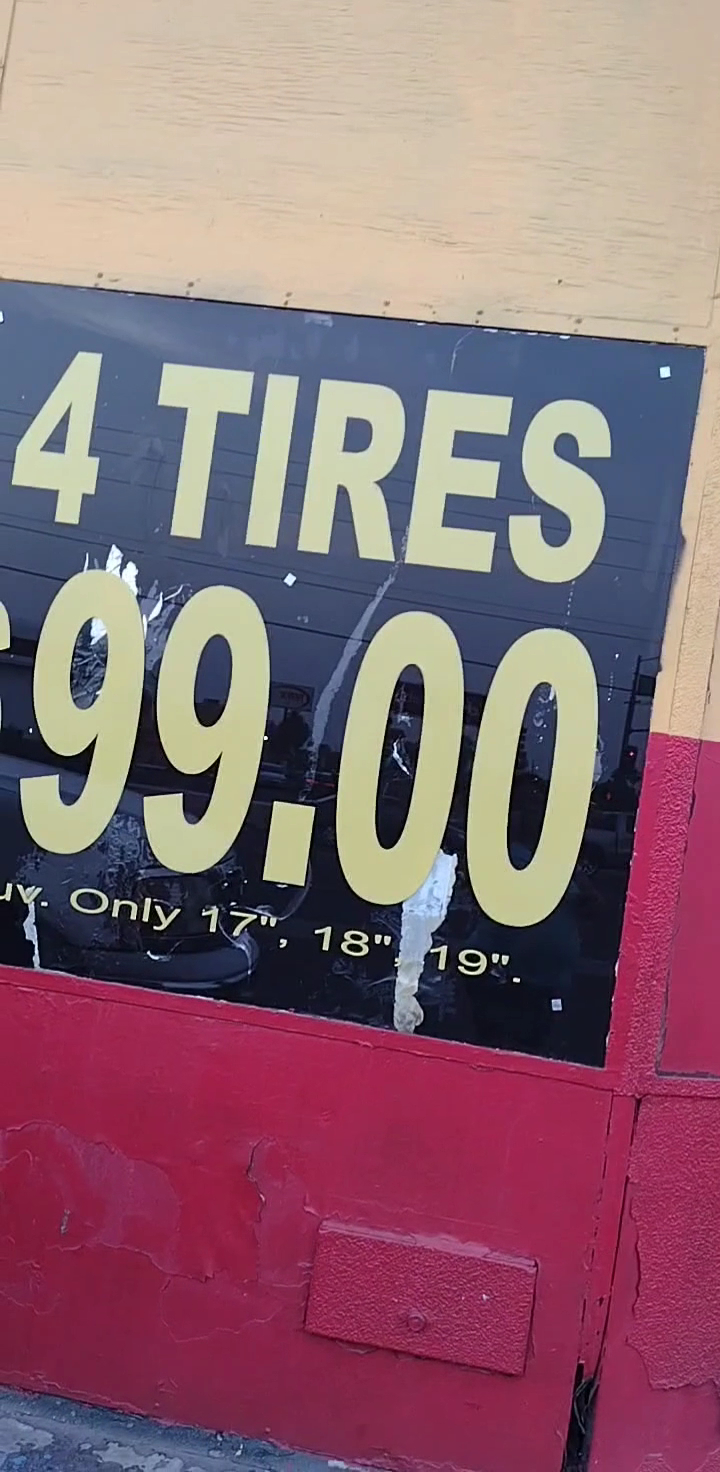 4 TIRES
99.00
Only 17", 18", 19".